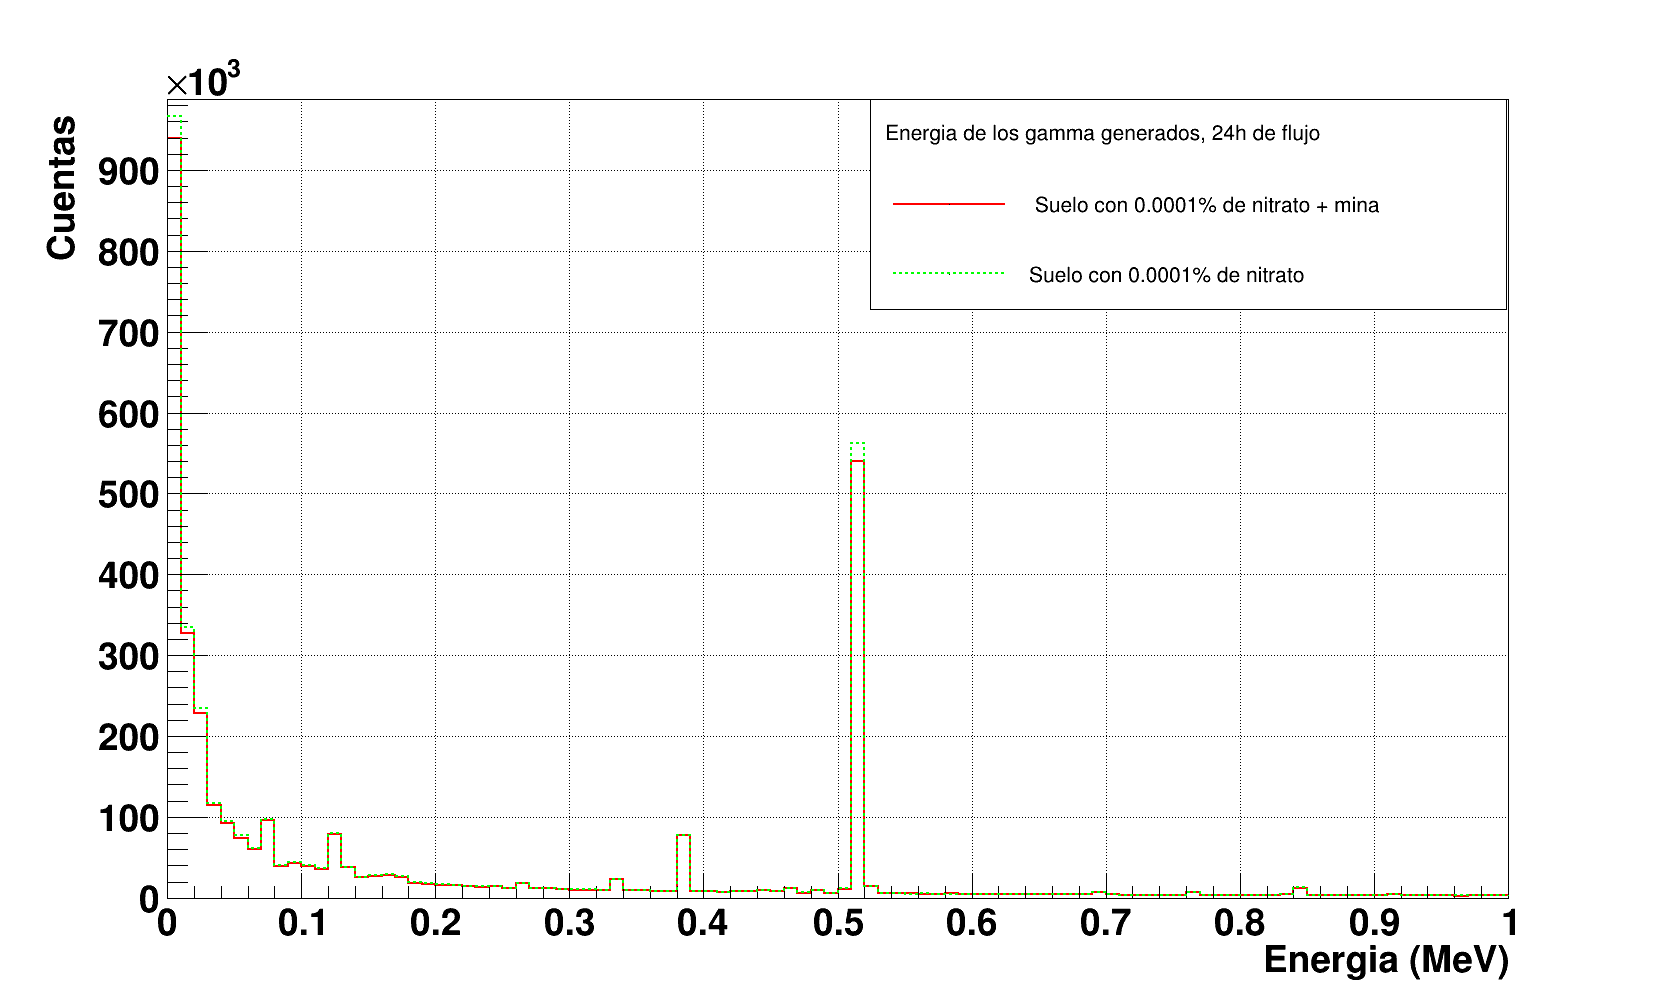 ×10³
Cuentas
900
800
700
600
500
400
300
200
100
0
Energia de los gamma generados, 24h de flujo
Suelo con 0.0001% de nitrato + mina
Suelo con 0.0001% de nitrato
0 0.1 0.2 0.3 0.4 0.5 0.6 0.7 0.8 0.9 1
Energia (MeV)